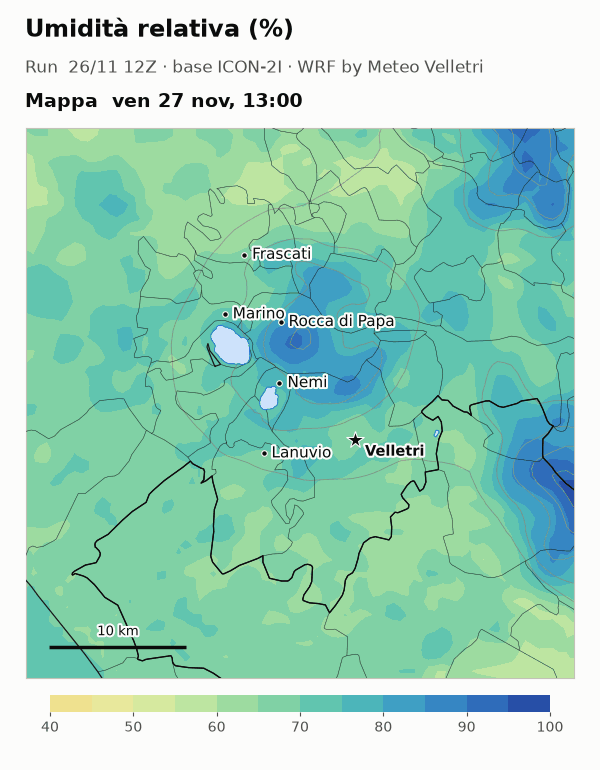 Umidità relativa (%)
Run  26/11 12Z · base ICON-2I · WRF by Meteo Velletri
Mappa  ven 27 nov, 13:00
Frascati
Marino
Rocca di Papa
Nemi
Lanuvio
Velletri
10 km
40 50 60 70 80 90 100